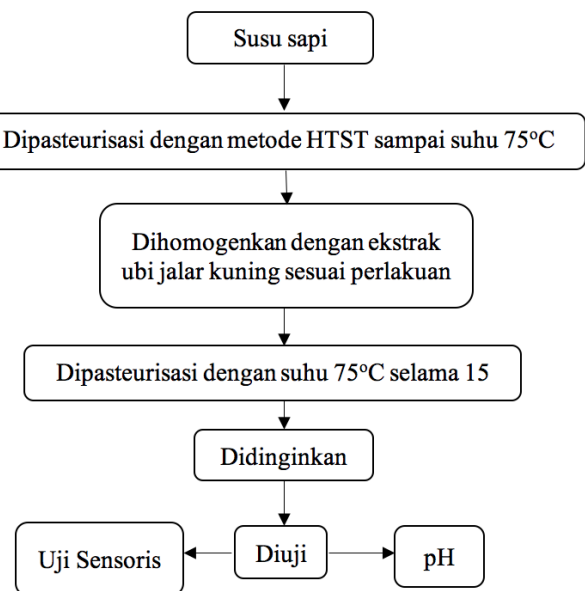 Susu sapi
Dipasteurisasi dengan metode HTST sampai suhu 75°C
Dihomogenkan dengan ekstrak
ubi jalar kuning sesuai perlakuan
Dipasteurisasi dengan suhu 75°C selama 15
Didinginkan
Uji Sensoris
Diuji
pH